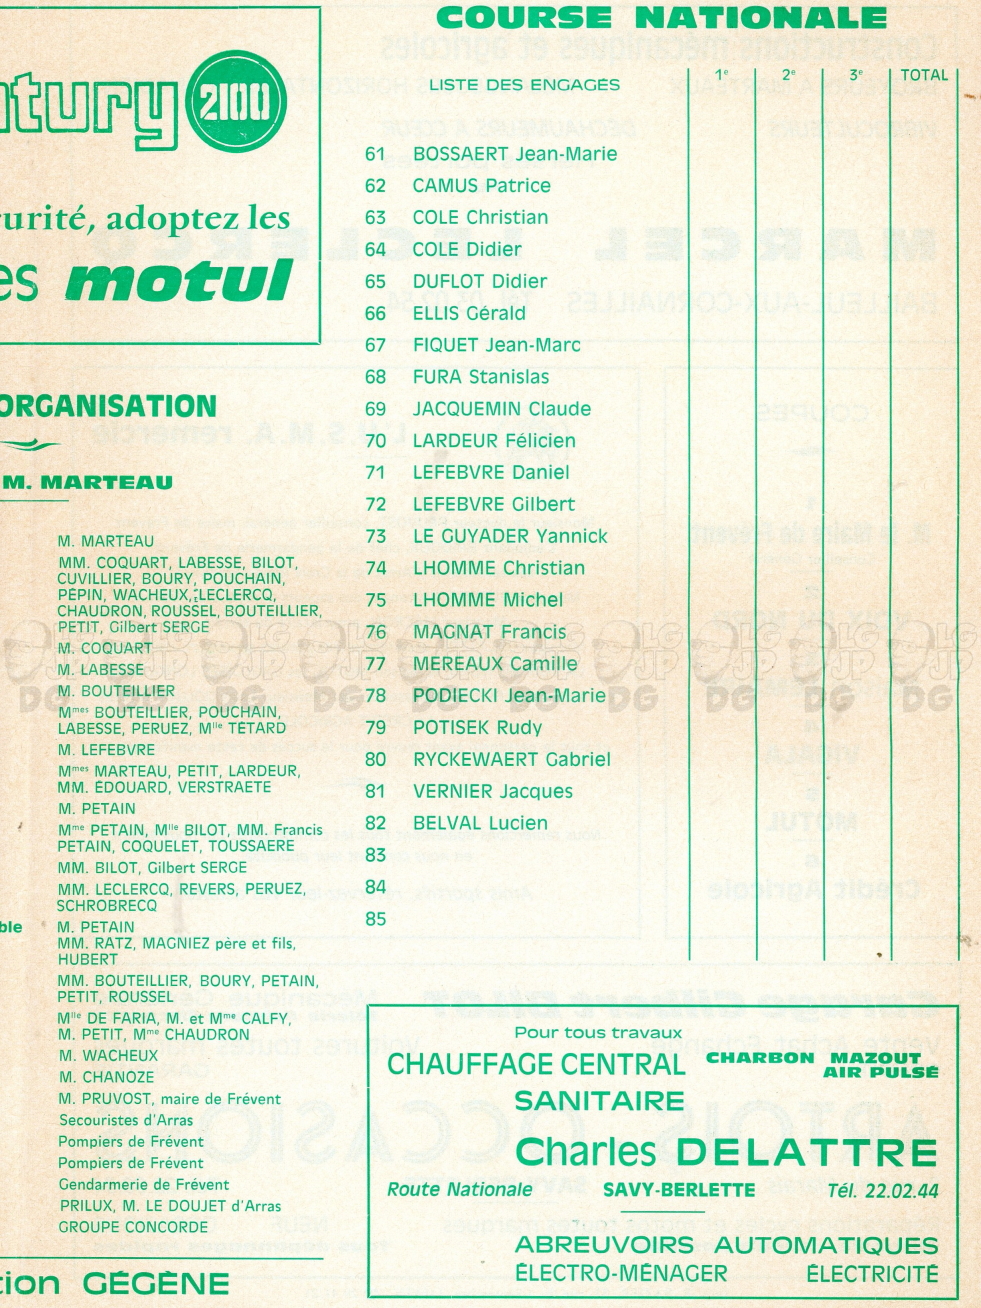 ntury 2100
curité, adoptez les
es motul
ORGANISATION
M. MARTEAU
M. MARTEAU
MM. COQUART, LABESSE, BILOT,
CUVILLIER, BOURY, POUCHAIN,
PEPIN, WACHEUX, LECLERCQ,
CHAUDRON, ROUSSEL, BOUTEILLIER,
PETIT, Gilbert SERGE
M. COQUART
M. LABESSE
M. BOUTEILLIER
Mmes BOUTEILLIER, POUCHAIN,
LABESSE, PERUEZ, Mlle TÉTARD
M. LEFEBVRE
Mmes MARTEAU, PETIT, LARDEUR,
MM. ÉDOUARD, VERSTRAETE
M. PETAIN
Mme PETAIN, Mlle BILOT, MM. Francis
PETAIN, COQUELET, TOUSSAERE
MM. BILOT, Gilbert SERGE
MM. LECLERCQ, REVERS, PERUEZ,
SCHROBRECQ
ble M. PETAIN
MM. RATZ, MAGNIEZ père et fils,
HUBERT
MM. BOUTEILLIER, BOURY, PETAIN,
PETIT, ROUSSEL
Mlle DE FARIA, M. et Mme CALFY,
M. PETIT, Mme CHAUDRON
M. WACHEUX
M. CHANOZE
M. PRUVOST, maire de Frévent
Secouristes d'Arras
Pompiers de Frévent
Pompiers de Frévent
Gendarmerie de Frévent
PRILUX, M. LE DOUJET d'Arras
GROUPE CONCORDE
tion GÉGÈNE
COURSE NATIONALE
LISTE DES ENGAGÉS 1e 2e 3e TOTAL
61 BOSSAERT Jean-Marie
62 CAMUS Patrice
63 COLE Christian
64 COLE Didier
65 DUFLOT Didier
66 ELLIS Gérald
67 FIQUET Jean-Marc
68 FURA Stanislas
69 JACQUEMIN Claude
70 LARDEUR Félicien
71 LEFEBVRE Daniel
72 LEFEBVRE Gilbert
73 LE GUYADER Yannick
74 LHOMME Christian
75 LHOMME Michel
76 MAGNAT Francis
77 MEREAUX Camille
78 PODIECKI Jean-Marie
79 POTISEK Rudy
80 RYCKEWAERT Gabriel
81 VERNIER Jacques
82 BELVAL Lucien
83
84
85
Pour tous travaux
CHAUFFAGE CENTRAL CHARBON MAZOUT
AIR PULSÉ
SANITAIRE
Charles DELATTRE
Route Nationale SAVY-BERLETTE Tél. 22.02.44
ABREUVOIRS AUTOMATIQUES
ÉLECTRO-MÉNAGER ÉLECTRICITÉ